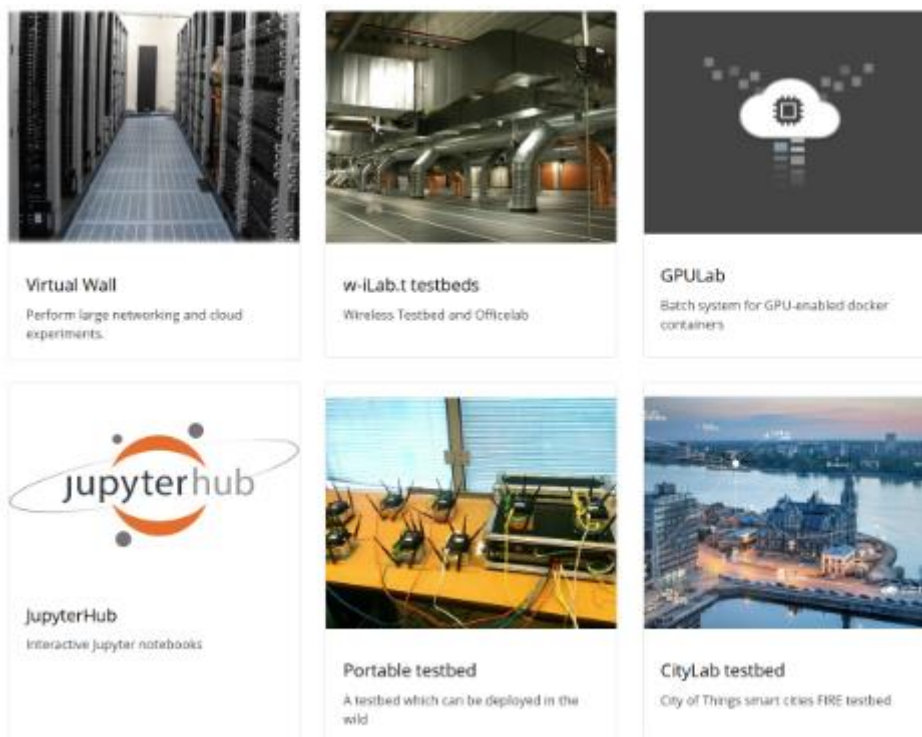 Virtual Wall
Perform large networking and cloud
experiments.
w-iLab.t testbeds
Wireless Testbed and Officelab
GPULab
Batch system for GPU-enabled docker
containers
jupyterhub
JupyterHub
Interactive Jupyter notebooks
Portable testbed
A testbed which can be deployed in the
wild
CityLab testbed
City of Things smart cities FIRE testbed